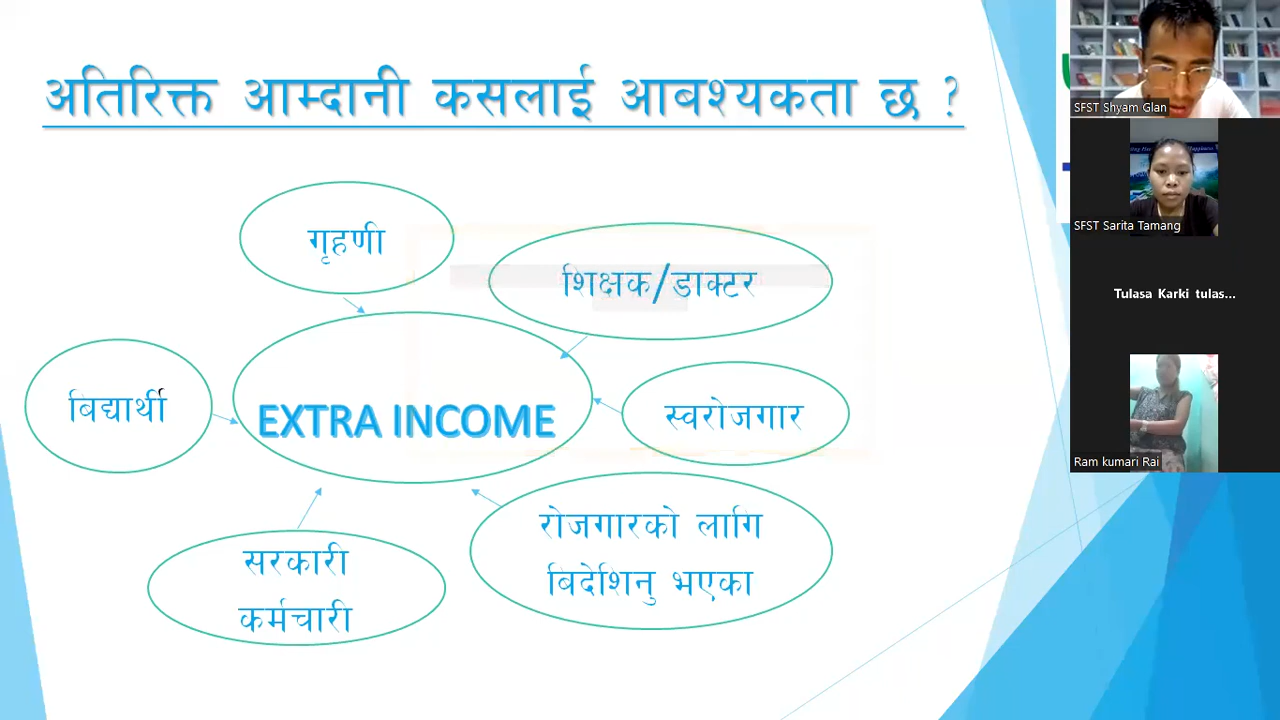 अतिरिक्त आम्दानी कसलाई आबश्यकता छ ?
गृहणी
शिक्षक/डाक्टर
बिद्यार्थी
EXTRA INCOME
स्वरोजगार
रोजगारको लागि
बिदेशिनु भएका
सरकारी
कर्मचारी
SFST Shyam Glan
SFST Sarita Tamang
Tulasa Karki tulas...
Ram kumari Rai